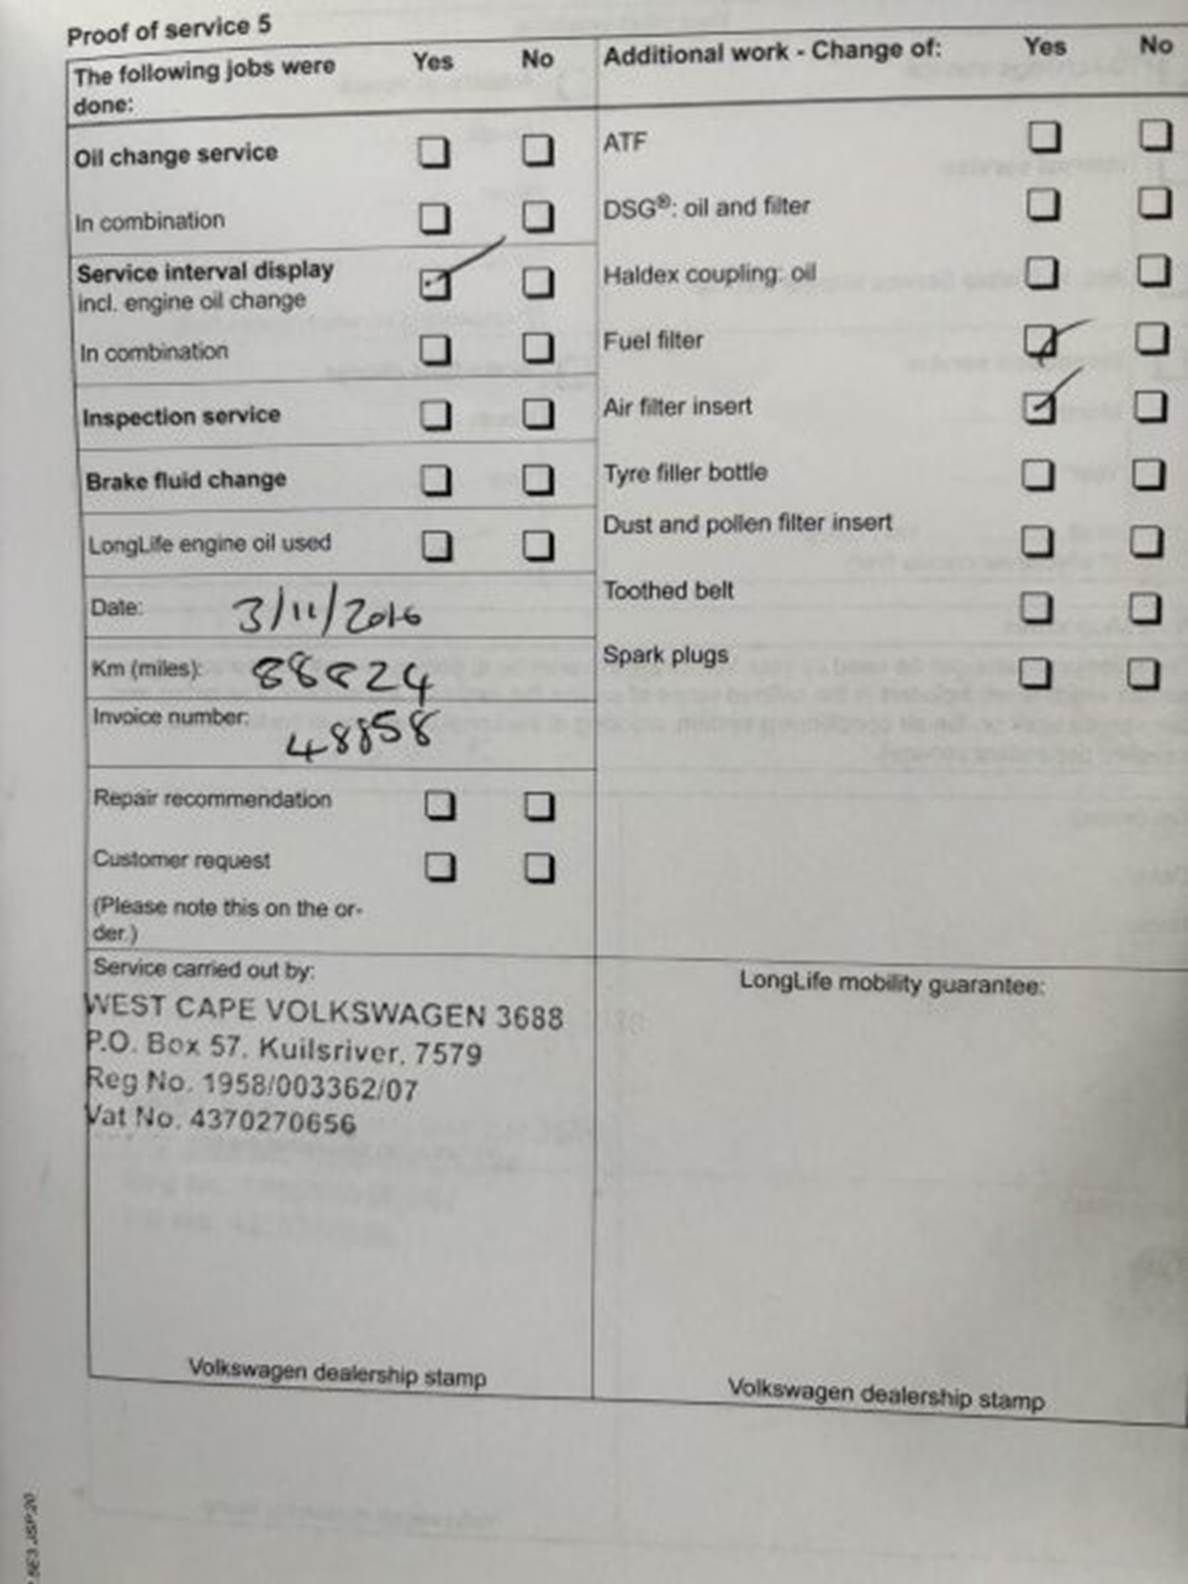 Proof of service 5
The following jobs were done: Yes No
Oil change service
In combination
Service interval display
incl. engine oil change
In combination
Inspection service
Brake fluid change
LongLife engine oil used
Date: 3/11/2016
Km (miles): 88824
Invoice number: 48858
Repair recommendation
Customer request
(Please note this on the or-
der.)
Service carried out by:
WEST CAPE VOLKSWAGEN 3688
P.O. Box 57, Kuilsriver, 7579
Reg No. 1958/003362/07
Vat No. 4370270656
Volkswagen dealership stamp
Additional work - Change of: Yes No
ATF
DSG®: oil and filter
Haldex coupling: oil
Fuel filter
Air filter insert
Tyre filler bottle
Dust and pollen filter insert
Toothed belt
Spark plugs
LongLife mobility guarantee:
Volkswagen dealership stamp